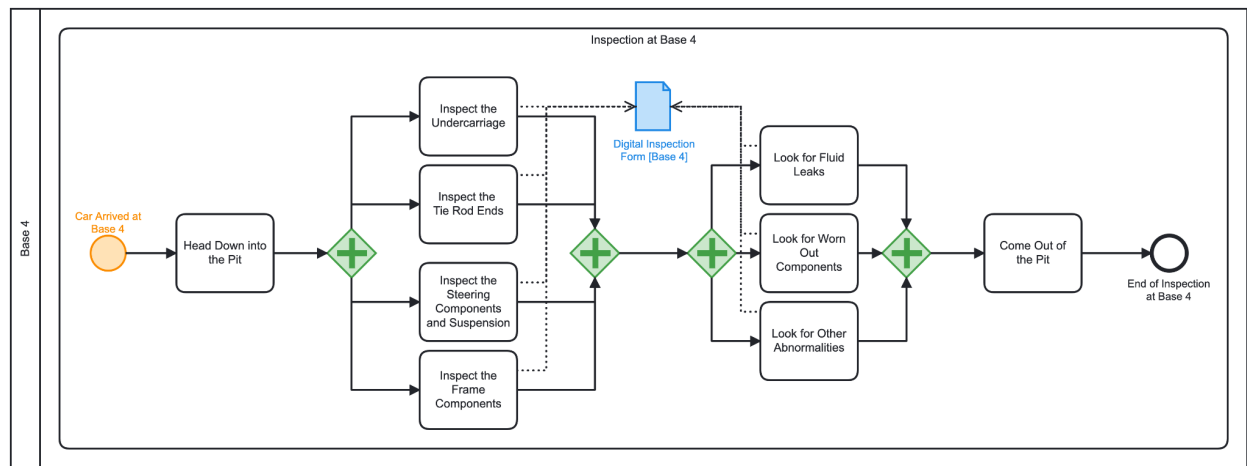 Inspection at Base 4
Base 4
Car Arrived at
Base 4
Head Down into
the Pit
Inspect the
Undercarriage
Inspect the
Tie Rod Ends
Inspect the
Steering
Components
and Suspension
Inspect the
Frame
Components
Digital Inspection
Form [Base 4]
Look for Fluid
Leaks
Look for Worn
Out
Components
Look for Other
Abnormalities
Come Out of
the Pit
End of Inspection
at Base 4